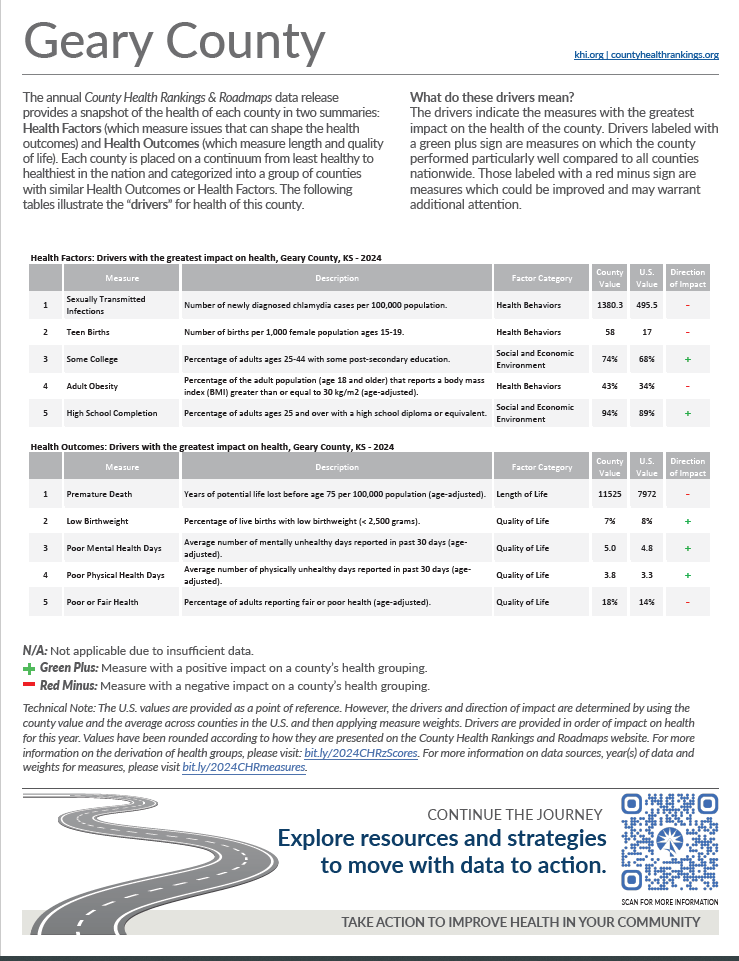 Geary County
khi.org | countyhealthrankings.org
The annual County Health Rankings & Roadmaps data release
provides a snapshot of the health of each county in two summaries:
Health Factors (which measure issues that can shape the health
outcomes) and Health Outcomes (which measure length and quality
of life). Each county is placed on a continuum from least healthy to
healthiest in the nation and categorized into a group of counties
with similar Health Outcomes or Health Factors. The following
tables illustrate the “drivers” for health of this county.
What do these drivers mean?
The drivers indicate the measures with the greatest
impact on the health of the county. Drivers labeled with
a green plus sign are measures on which the county
performed particularly well compared to all counties
nationwide. Those labeled with a red minus sign are
measures which could be improved and may warrant
additional attention.
Health Factors: Drivers with the greatest impact on health, Geary County, KS - 2024
Measure Description Factor Category County Value U.S. Value Direction of Impact
1 Sexually Transmitted Infections Number of newly diagnosed chlamydia cases per 100,000 population. Health Behaviors 1380.3 495.5 -
2 Teen Births Number of births per 1,000 female population ages 15-19. Health Behaviors 58 17 -
3 Some College Percentage of adults ages 25-44 with some post-secondary education. Social and Economic Environment 74% 68% +
4 Adult Obesity Percentage of the adult population (age 18 and older) that reports a body mass index (BMI) greater than or equal to 30 kg/m2 (age-adjusted). Health Behaviors 43% 34% -
5 High School Completion Percentage of adults ages 25 and over with a high school diploma or equivalent. Social and Economic Environment 94% 89% +
Health Outcomes: Drivers with the greatest impact on health, Geary County, KS - 2024
Measure Description Factor Category County Value U.S. Value Direction of Impact
1 Premature Death Years of potential life lost before age 75 per 100,000 population (age-adjusted). Length of Life 11525 7972 -
2 Low Birthweight Percentage of live births with low birthweight (< 2,500 grams). Quality of Life 7% 8% +
3 Poor Mental Health Days Average number of mentally unhealthy days reported in past 30 days (age-adjusted). Quality of Life 5.0 4.8 +
4 Poor Physical Health Days Average number of physically unhealthy days reported in past 30 days (age-adjusted). Quality of Life 3.8 3.3 +
5 Poor or Fair Health Percentage of adults reporting fair or poor health (age-adjusted). Quality of Life 18% 14% -
N/A: Not applicable due to insufficient data.
Green Plus: Measure with a positive impact on a county’s health grouping.
Red Minus: Measure with a negative impact on a county’s health grouping.
Technical Note: The U.S. values are provided as a point of reference. However, the drivers and direction of impact are determined by using the
county value and the average across counties in the U.S. and then applying measure weights. Drivers are provided in order of impact on health
for this year. Values have been rounded according to how they are presented on the County Health Rankings and Roadmaps website. For more
information on the derivation of health groups, please visit: bit.ly/2024CHRzScores. For more information on data sources, year(s) of data and
weights for measures, please visit bit.ly/2024CHRmeasures.
CONTINUE THE JOURNEY
Explore resources and strategies
to move with data to action.
SCAN FOR MORE INFORMATION
TAKE ACTION TO IMPROVE HEALTH IN YOUR COMMUNITY